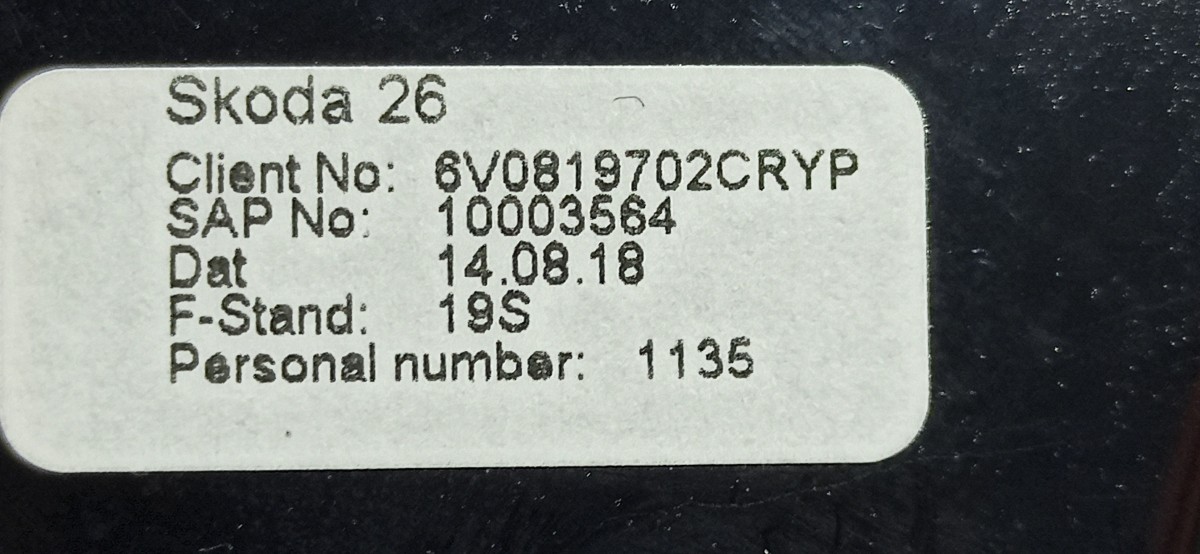 Skoda 26
Client No: 6V0819702CRYP
SAP No: 10003564
Dat 14.08.18
F-Stand: 19S
Personal number: 1135